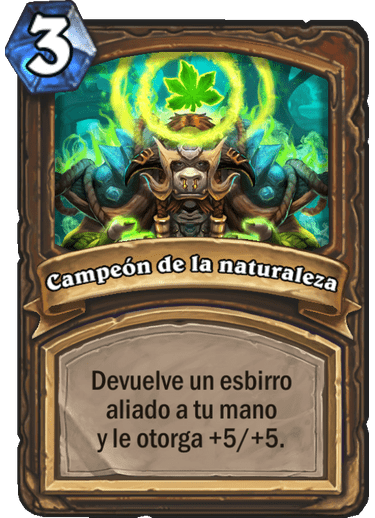 3
Campeón de la naturaleza
Devuelve un esbirro
aliado a tu mano
y le otorga +5/+5.